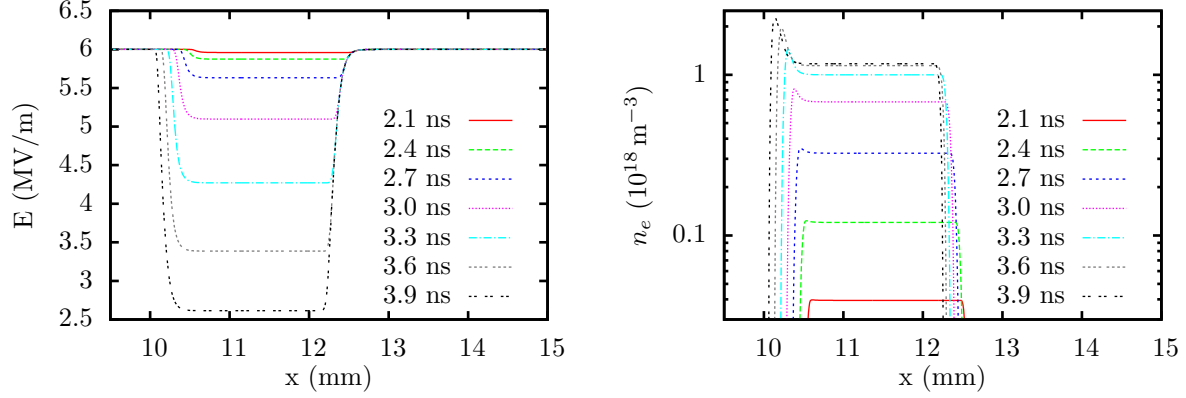 6.5
6
5.5
5
4.5
4
3.5
3
2.5
E (MV/m)
10
11
12
13
14
15
x (mm)
2.1 ns
2.4 ns
2.7 ns
3.0 ns
3.3 ns
3.6 ns
3.9 ns
1
0.1
nₑ (10¹⁸ m⁻³)
10
11
12
13
14
15
x (mm)
2.1 ns
2.4 ns
2.7 ns
3.0 ns
3.3 ns
3.6 ns
3.9 ns